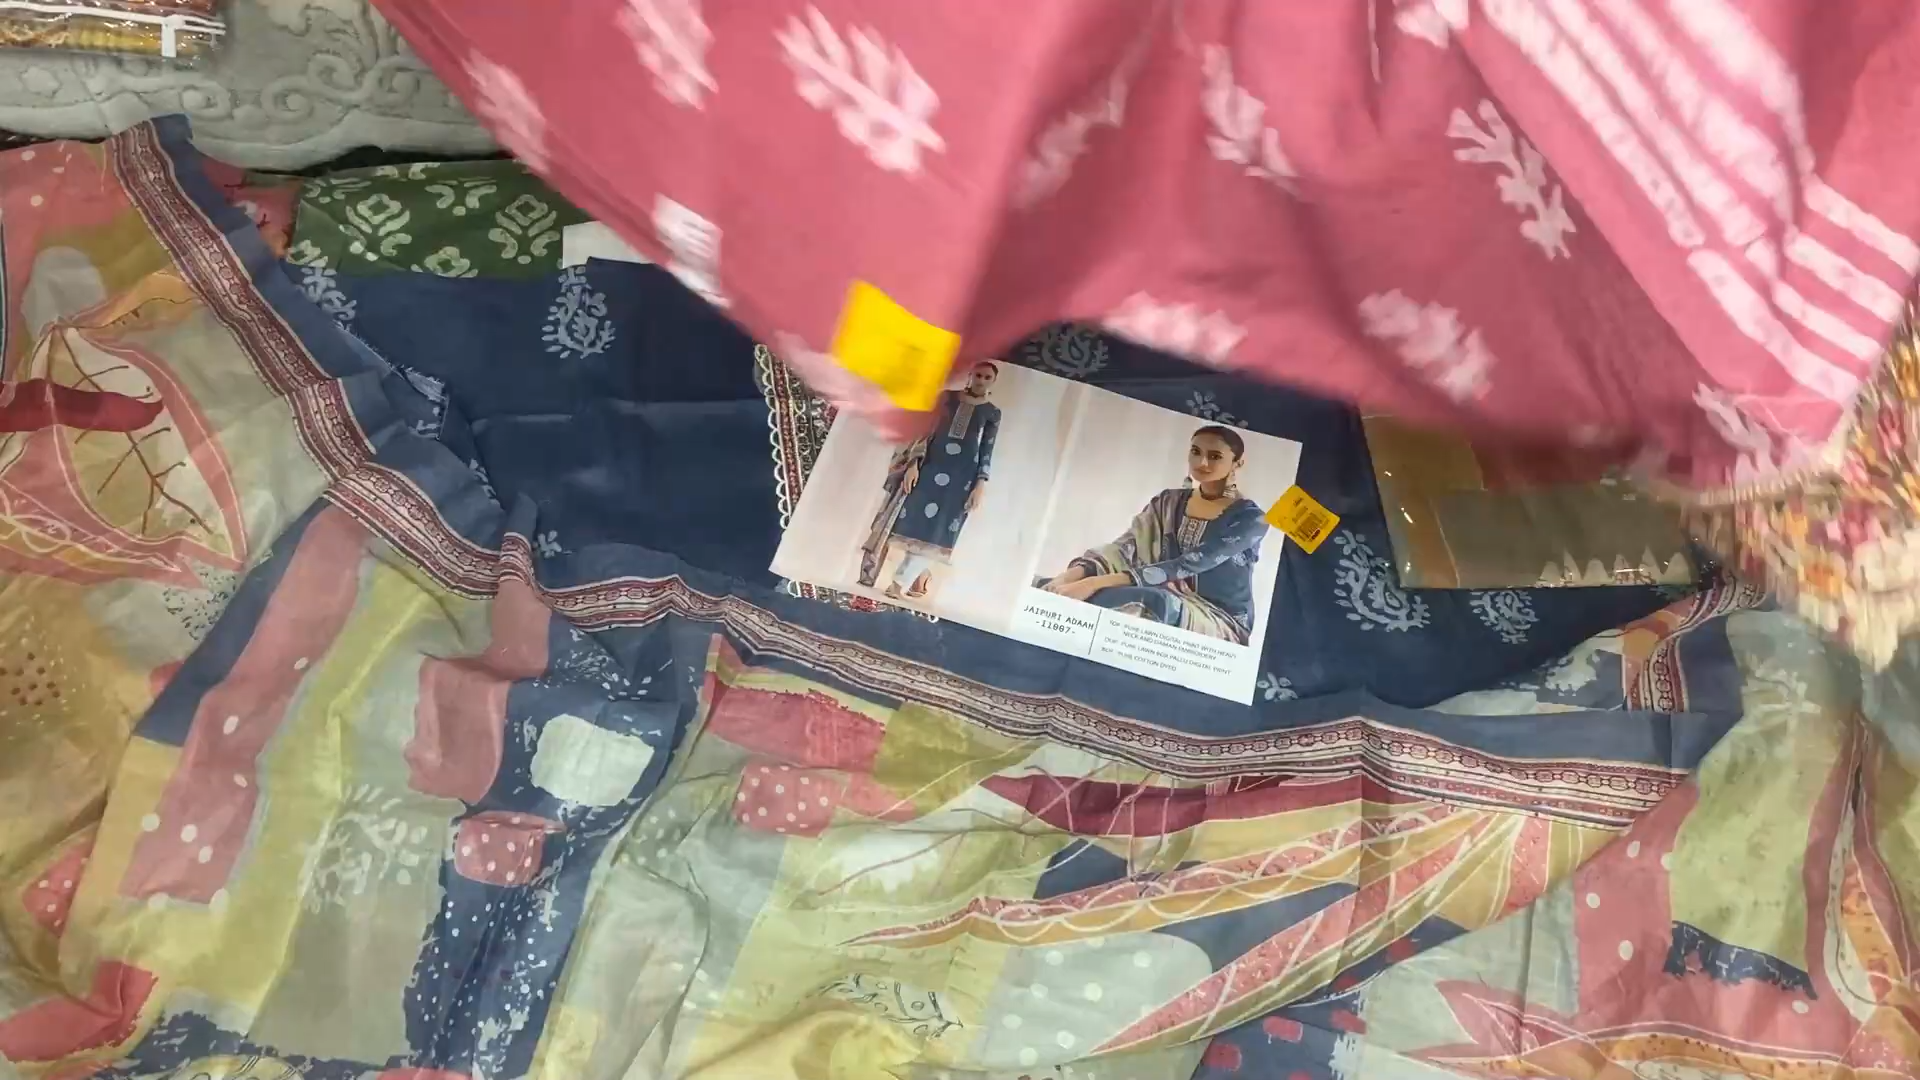 JAIPURI ADAAH
-11007-
TOP : PURE LAWN DIGITAL PRINT WITH HEAVY
NECK AND DAMAN EMBROIDERY
DUP : PURE LAWN BOX PALLU DIGITAL PRINT
BOT : PURE COTTON DYED